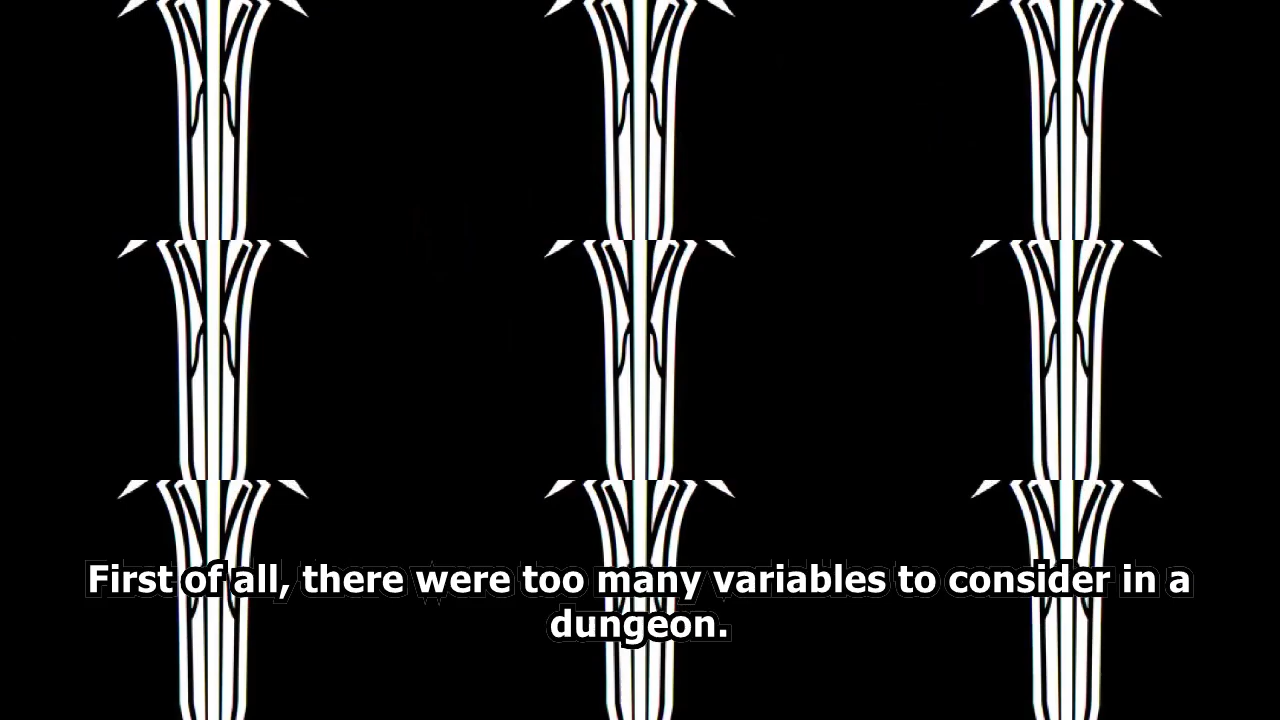 First of all, there were too many variables to consider in a
dungeon.